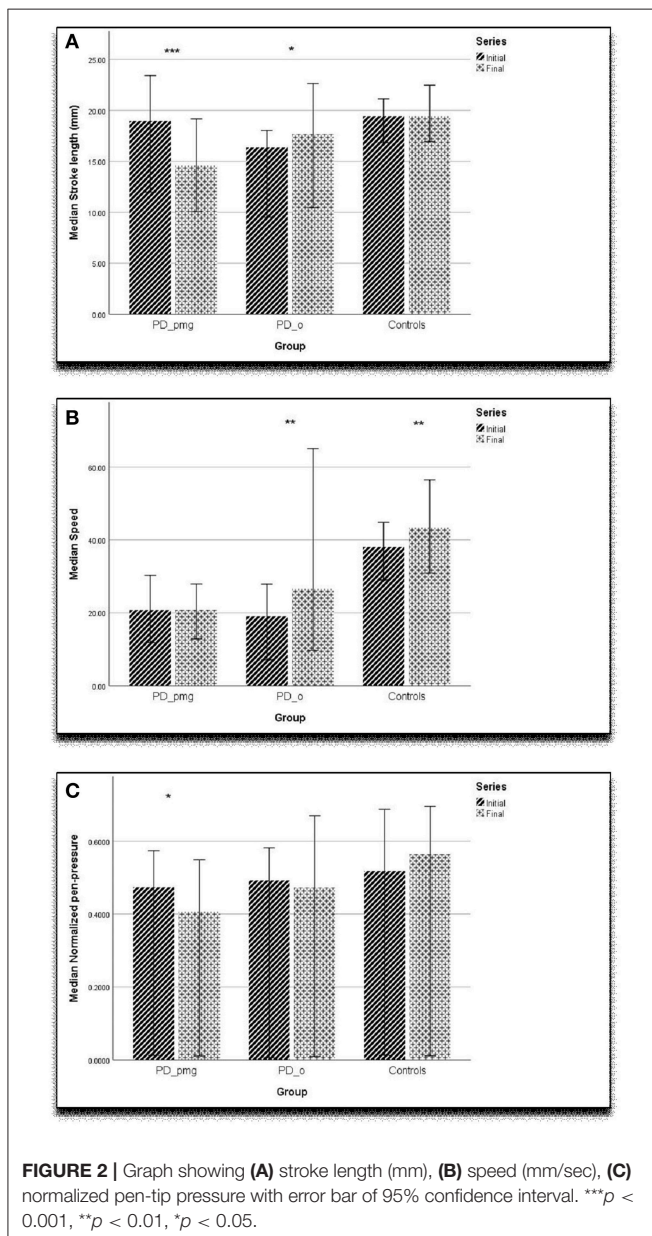 A
Series
Initial
Final
***
*
25.00
20.00
15.00
10.00
5.00
0.00
Median Stroke length (mm)
PD_pmg PD_o Controls
Group
B
Series
Initial
Final
**
**
60.00
40.00
20.00
0.00
Median Speed
PD_pmg PD_o Controls
Group
C
Series
Initial
Final
*
0.6000
0.4000
0.2000
0.0000
Median Normalized pen-pressure
PD_pmg PD_o Controls
Group
FIGURE 2 | Graph showing (A) stroke length (mm), (B) speed (mm/sec), (C)
normalized pen-tip pressure with error bar of 95% confidence interval. ***p <
0.001, **p < 0.01, *p < 0.05.